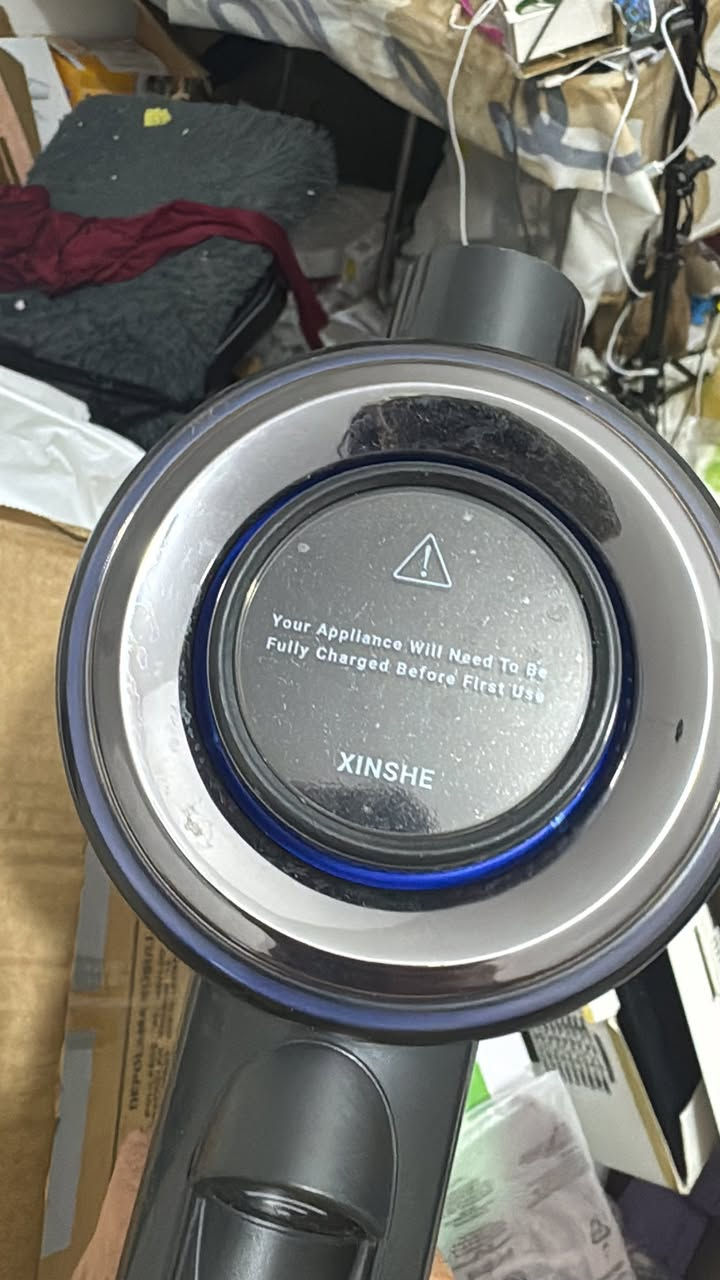 Your Appliance Will Need To Be
Fully Charged Before First Use
XINSHE